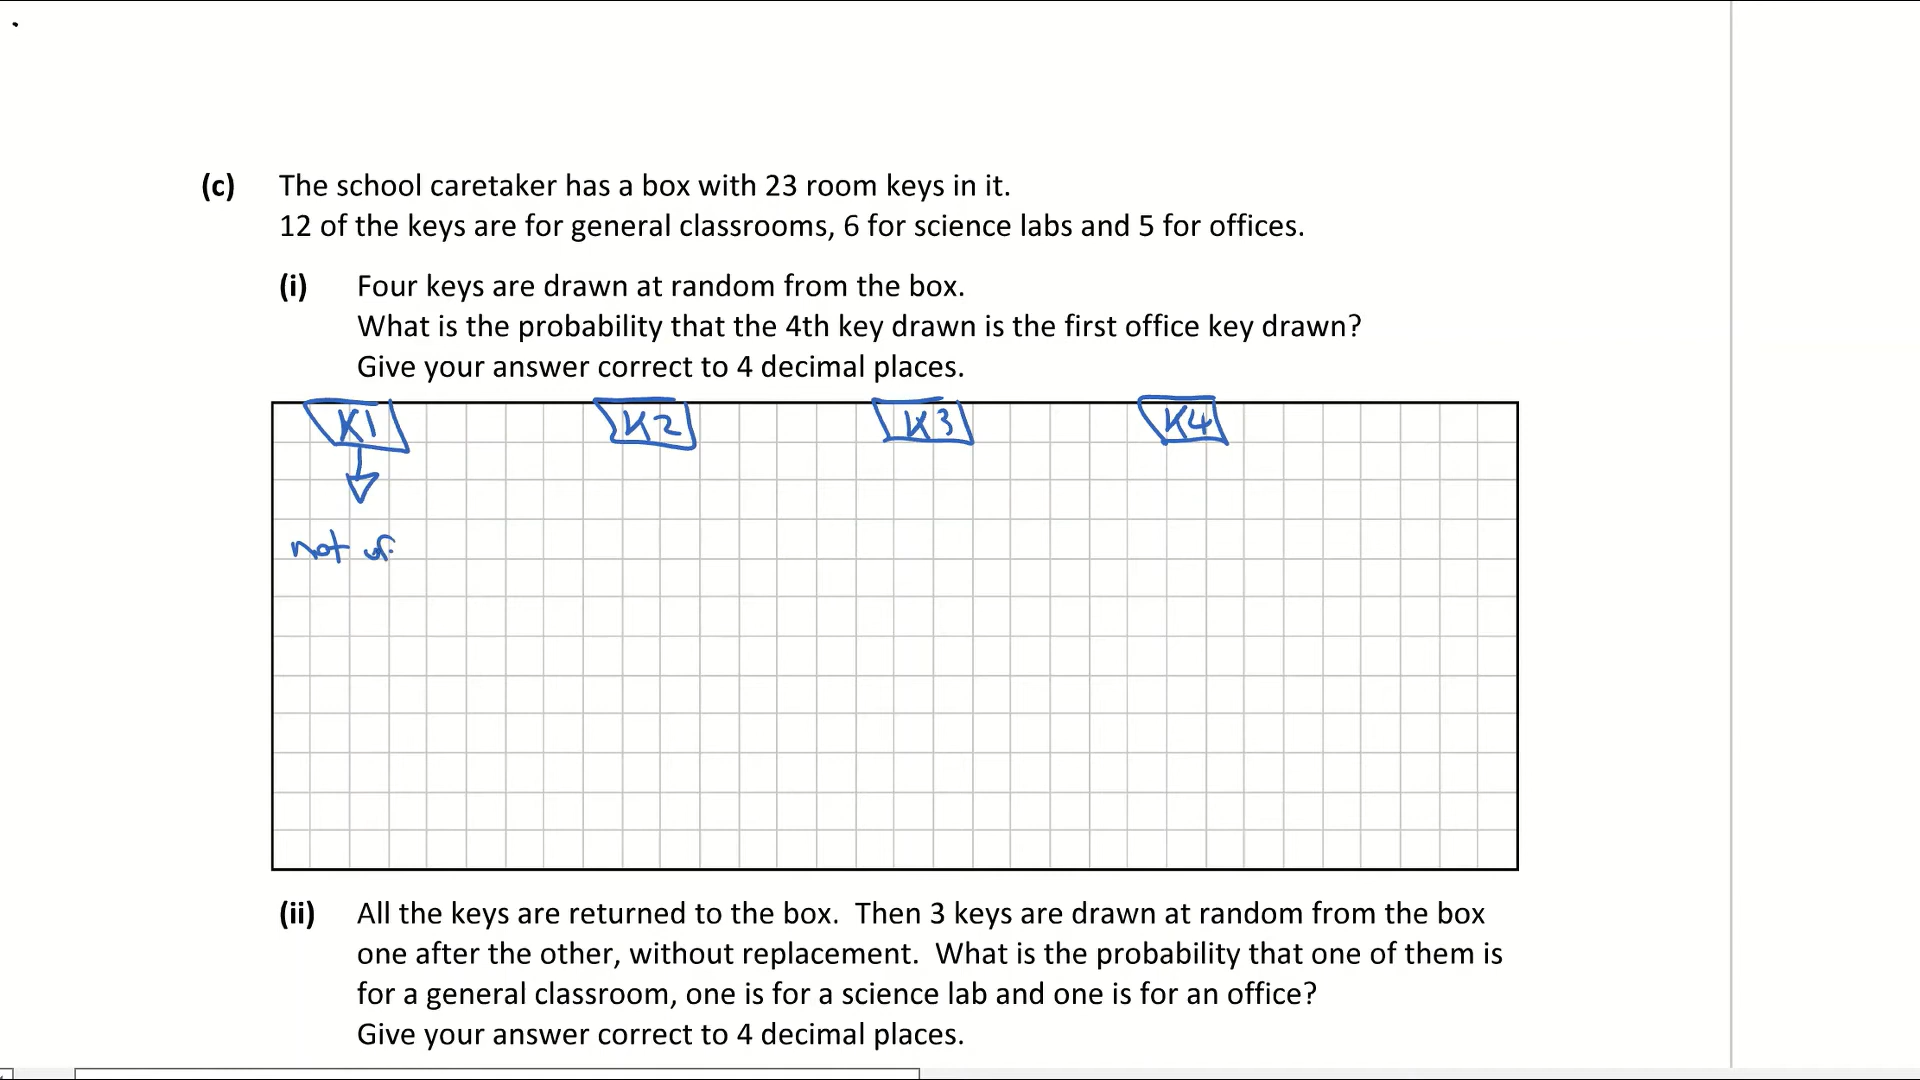 (c) The school caretaker has a box with 23 room keys in it.
12 of the keys are for general classrooms, 6 for science labs and 5 for offices.
(i) Four keys are drawn at random from the box.
What is the probability that the 4th key drawn is the first office key drawn?
Give your answer correct to 4 decimal places.
K1 K2 K3 K4
not of
(ii) All the keys are returned to the box. Then 3 keys are drawn at random from the box
one after the other, without replacement. What is the probability that one of them is
for a general classroom, one is for a science lab and one is for an office?
Give your answer correct to 4 decimal places.